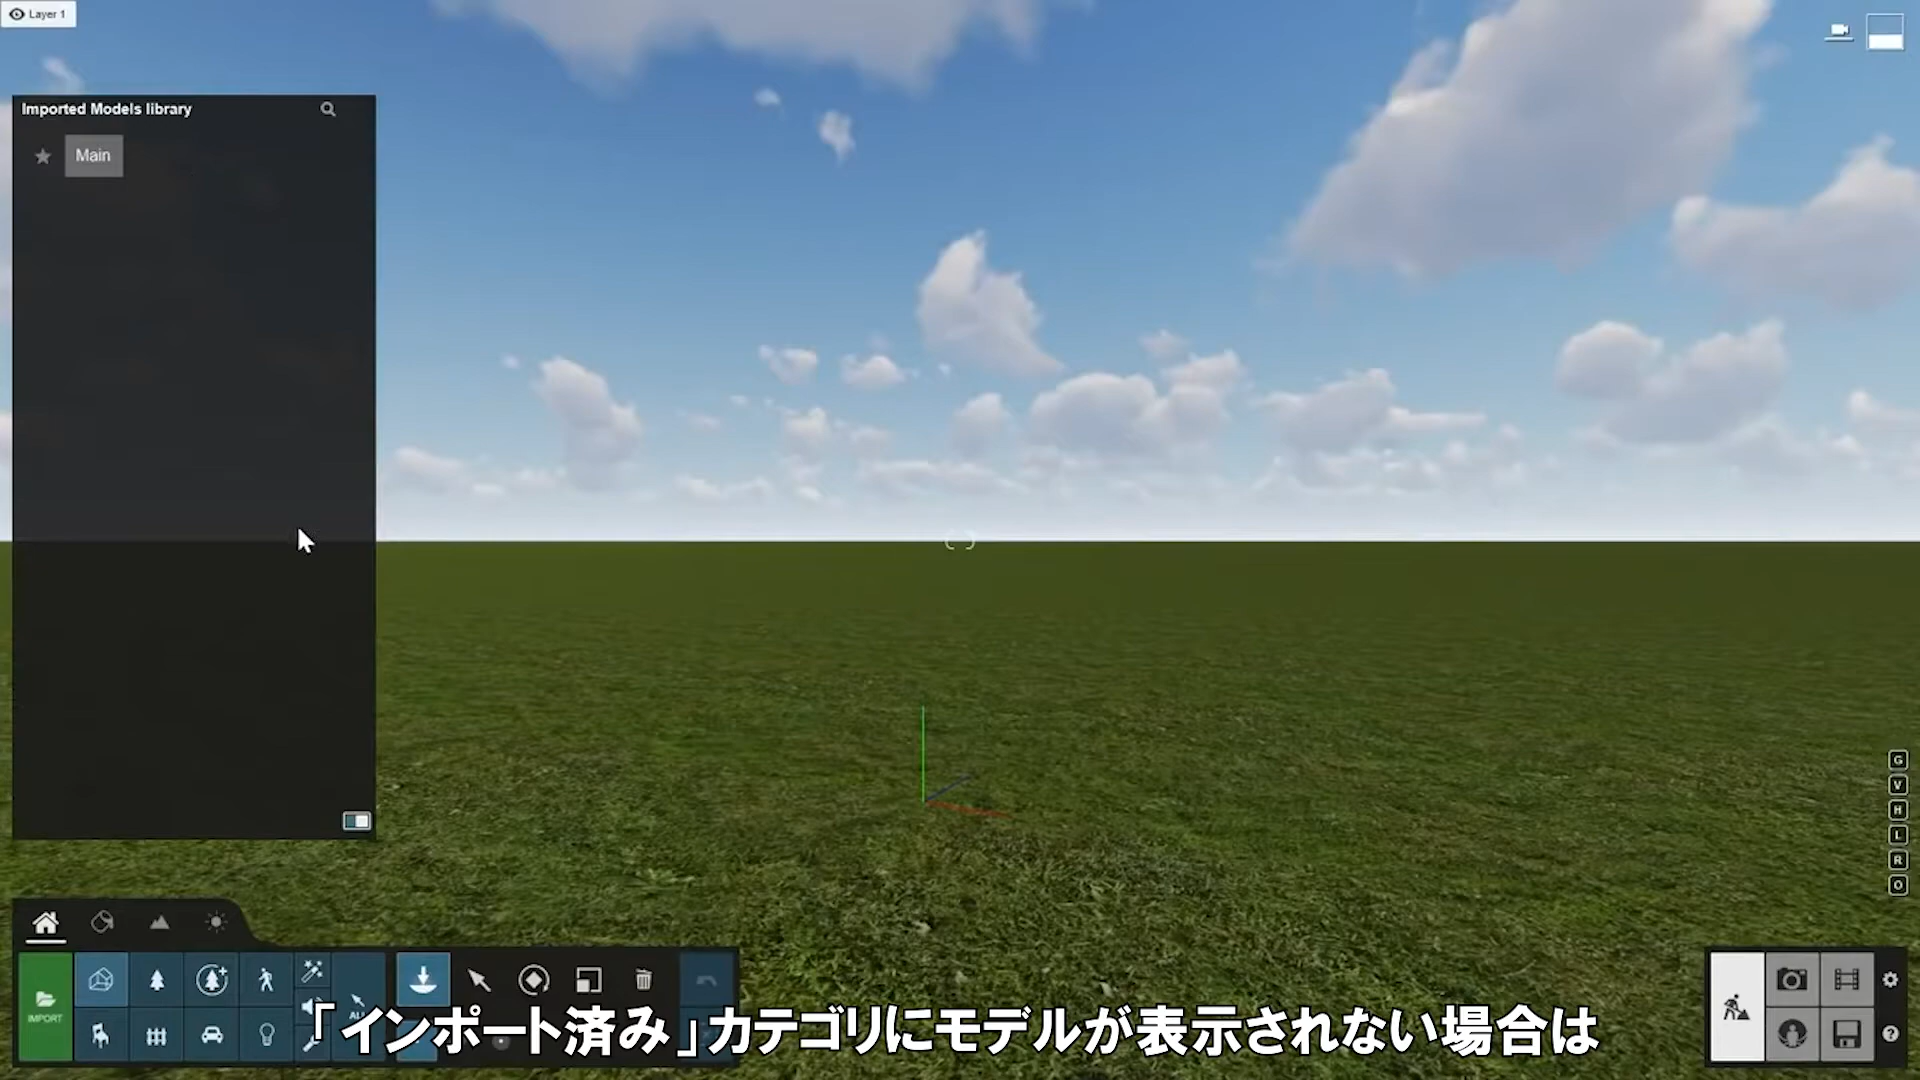 Layer 1
Imported Models library
Main
G
V
H
L
R
O
IMPORT
ALL
「インポート済み」カテゴリにモデルが表示されない場合は